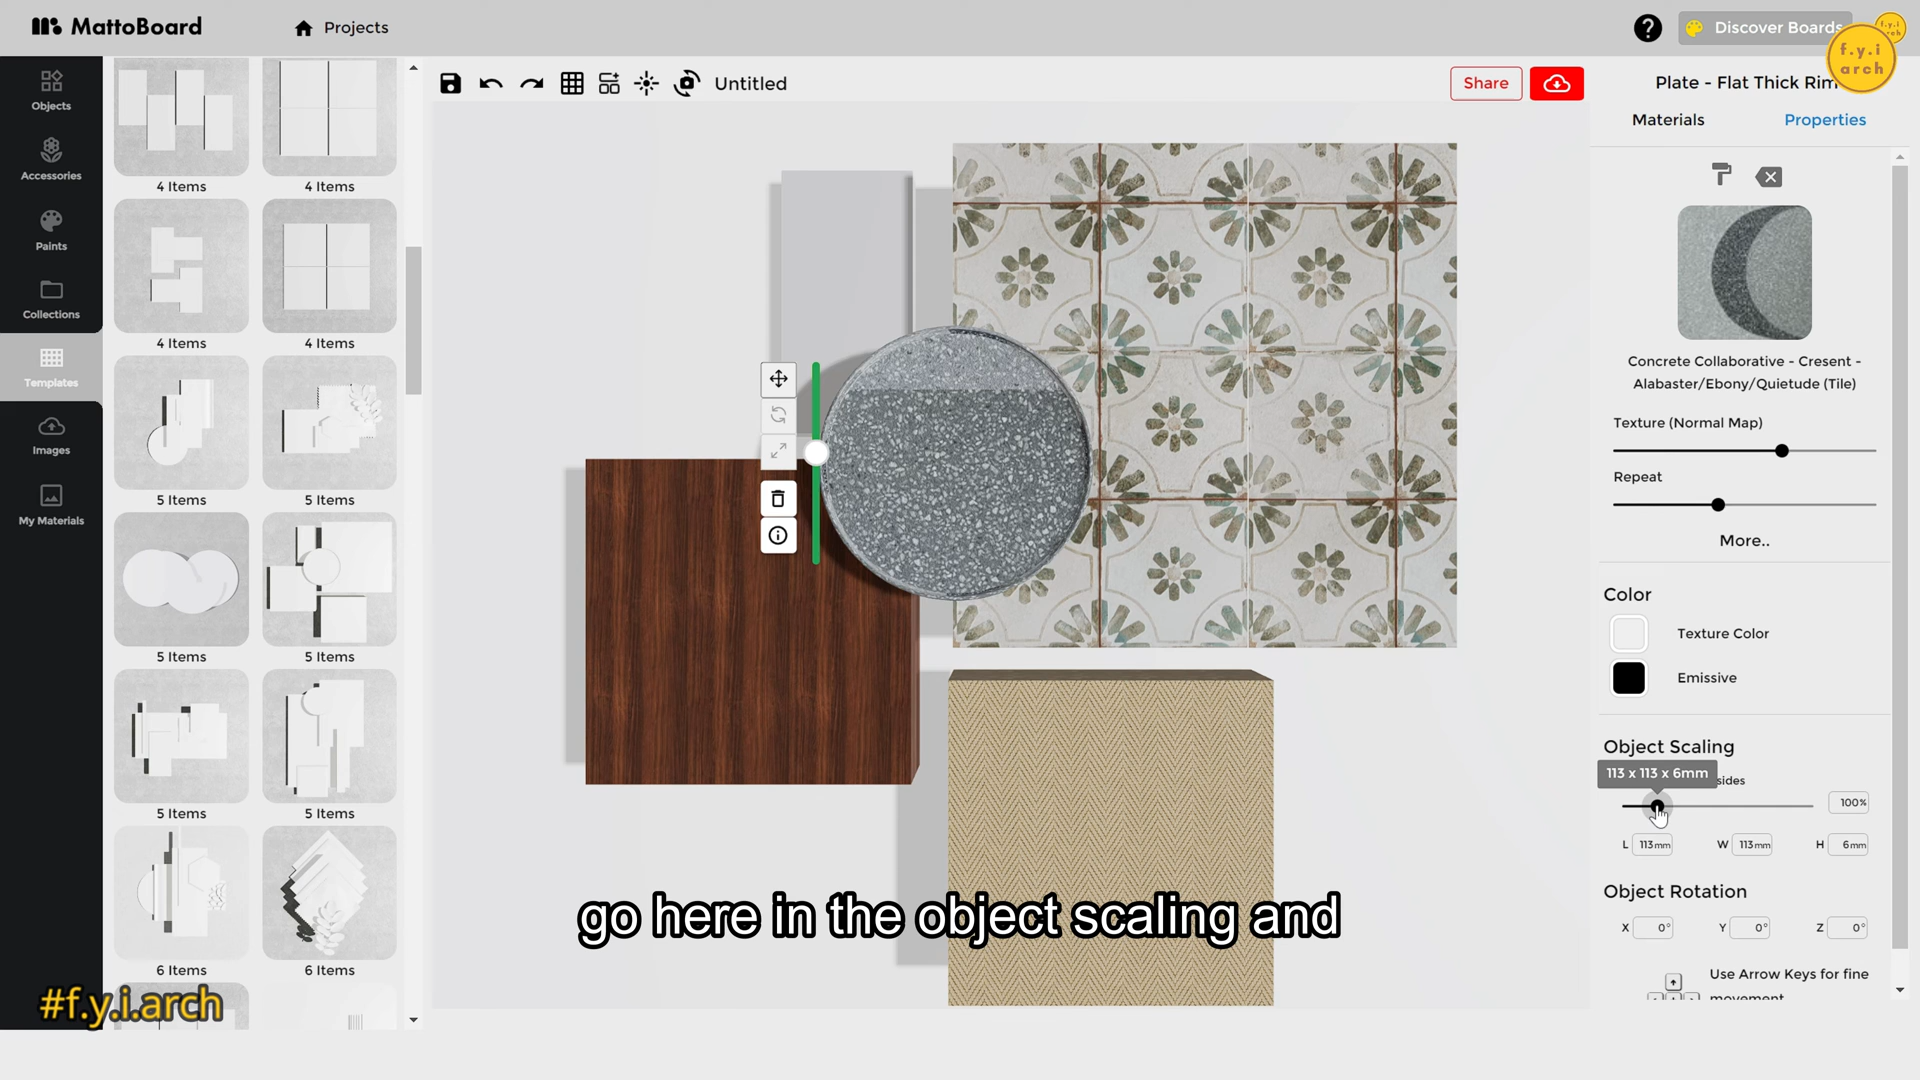 MattoBoard
Projects
?
Discover Boards
f.y.i
arch
Objects
Accessories
Paints
Collections
Templates
Images
My Materials
4 Items
4 Items
4 Items
4 Items
5 Items
5 Items
5 Items
5 Items
5 Items
5 Items
6 Items
6 Items
Untitled
Share
Plate - Flat Thick Rim
Materials
Properties
Concrete Collaborative - Cresent -
Alabaster/Ebony/Quietude (Tile)
Texture (Normal Map)
Repeat
More..
Color
Texture Color
Emissive
Object Scaling
113 x 113 x 6mm
sides
100%
L 113mm W 113mm H 6mm
Object Rotation
X 0° Y 0° Z 0°
Use Arrow Keys for fine
movement
go here in the object scaling and
#f.y.i.arch